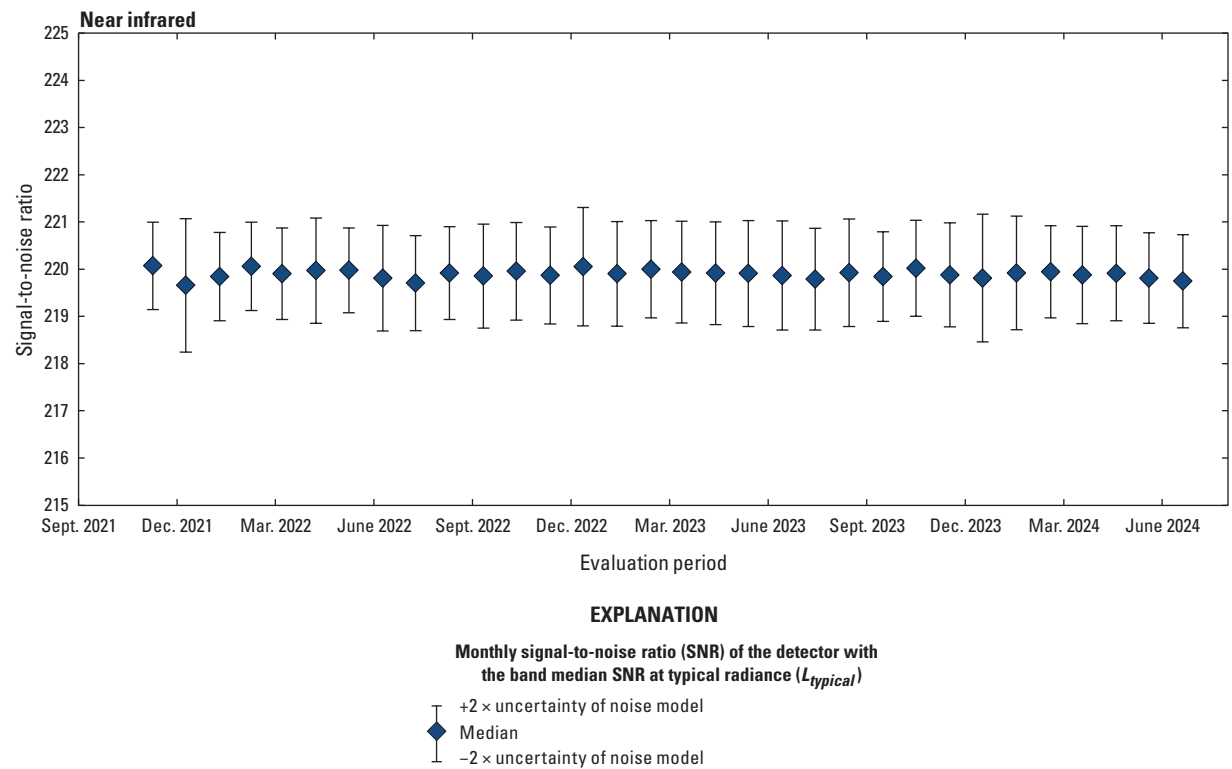 Near infrared
225
224
223
222
221
220
219
218
217
216
215
Signal-to-noise ratio
Sept. 2021 Dec. 2021 Mar. 2022 June 2022 Sept. 2022 Dec. 2022 Mar. 2023 June 2023 Sept. 2023 Dec. 2023 Mar. 2024 June 2024
Evaluation period
EXPLANATION
Monthly signal-to-noise ratio (SNR) of the detector with
the band median SNR at typical radiance (Ltypical)
+2 × uncertainty of noise model
Median
−2 × uncertainty of noise model